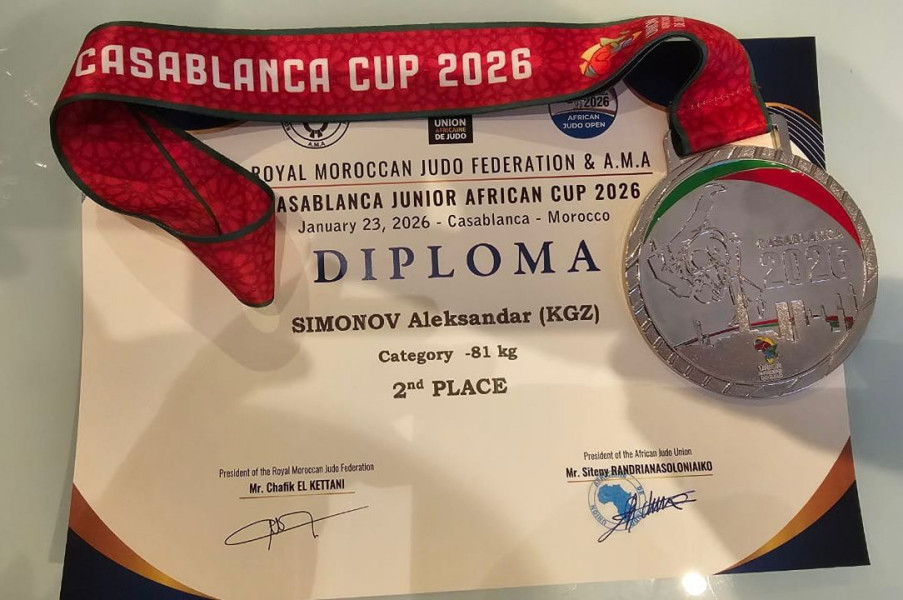 CASABLANCA CUP 2026
A.M.A
UNION
AFRICAINE
DE JUDO
2026
AFRICAN
JUDO OPEN
ROYAL MOROCCAN JUDO FEDERATION & A.M.A
ASABLANCA JUNIOR AFRICAN CUP 2026
January 23, 2026 - Casablanca - Morocco
DIPLOMA
SIMONOV Aleksandar (KGZ)
Category -81 kg
2nd PLACE
CASABLANCA
2026
President of the Royal Moroccan Judo Federation
Mr. Chafik EL KETTANI
President of the African Judo Union
Mr. Siteny RANDRIANASOLONIAIKO